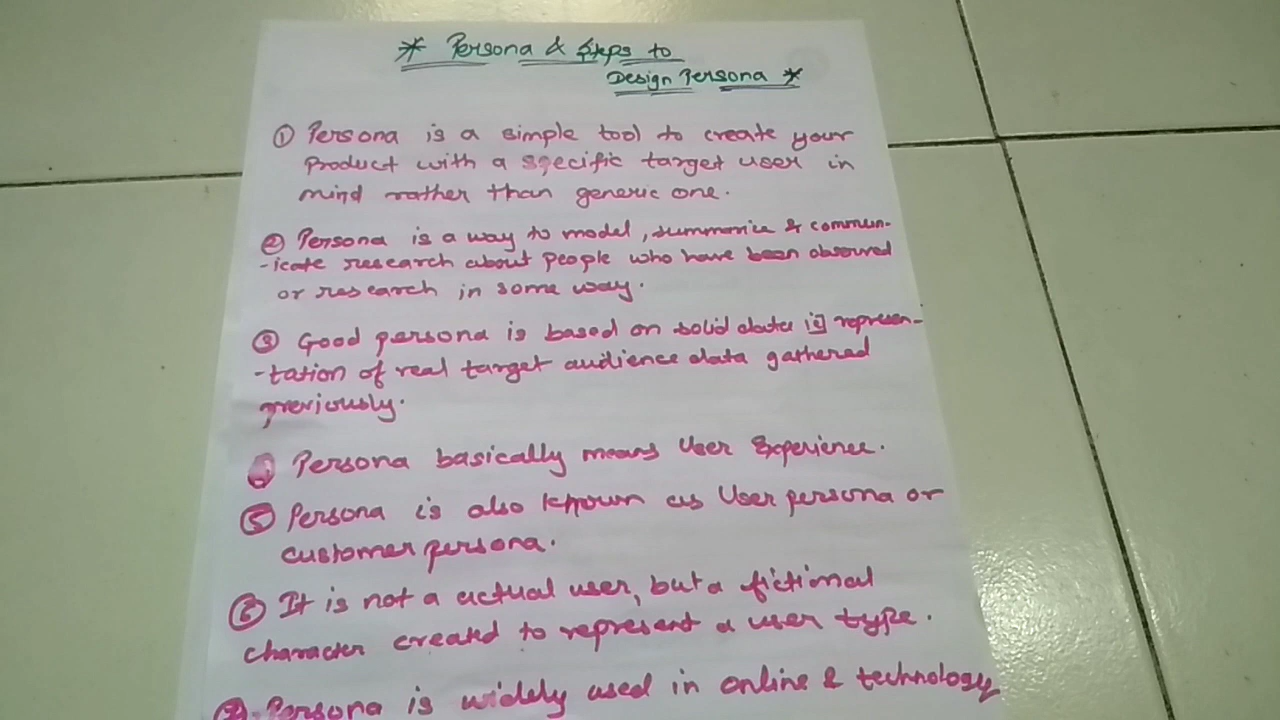 * Persona & Steps to
Design Persona *
① Persona is a simple tool to create your
product with a specific target user in
mind rather than generic one.
② Persona is a way to model, summarize & commun-
-icate research about people who have been observed
or research in some way.
③ Good persona is based on solid data is represen-
-tation of real target audience data gathered
previously.
Persona basically means User Experience.
⑤ Persona is also known as User persona or
customer persona.
⑥ It is not a actual user, but a fictional
character created to represent a user type.
Persona is widely used in online & technology